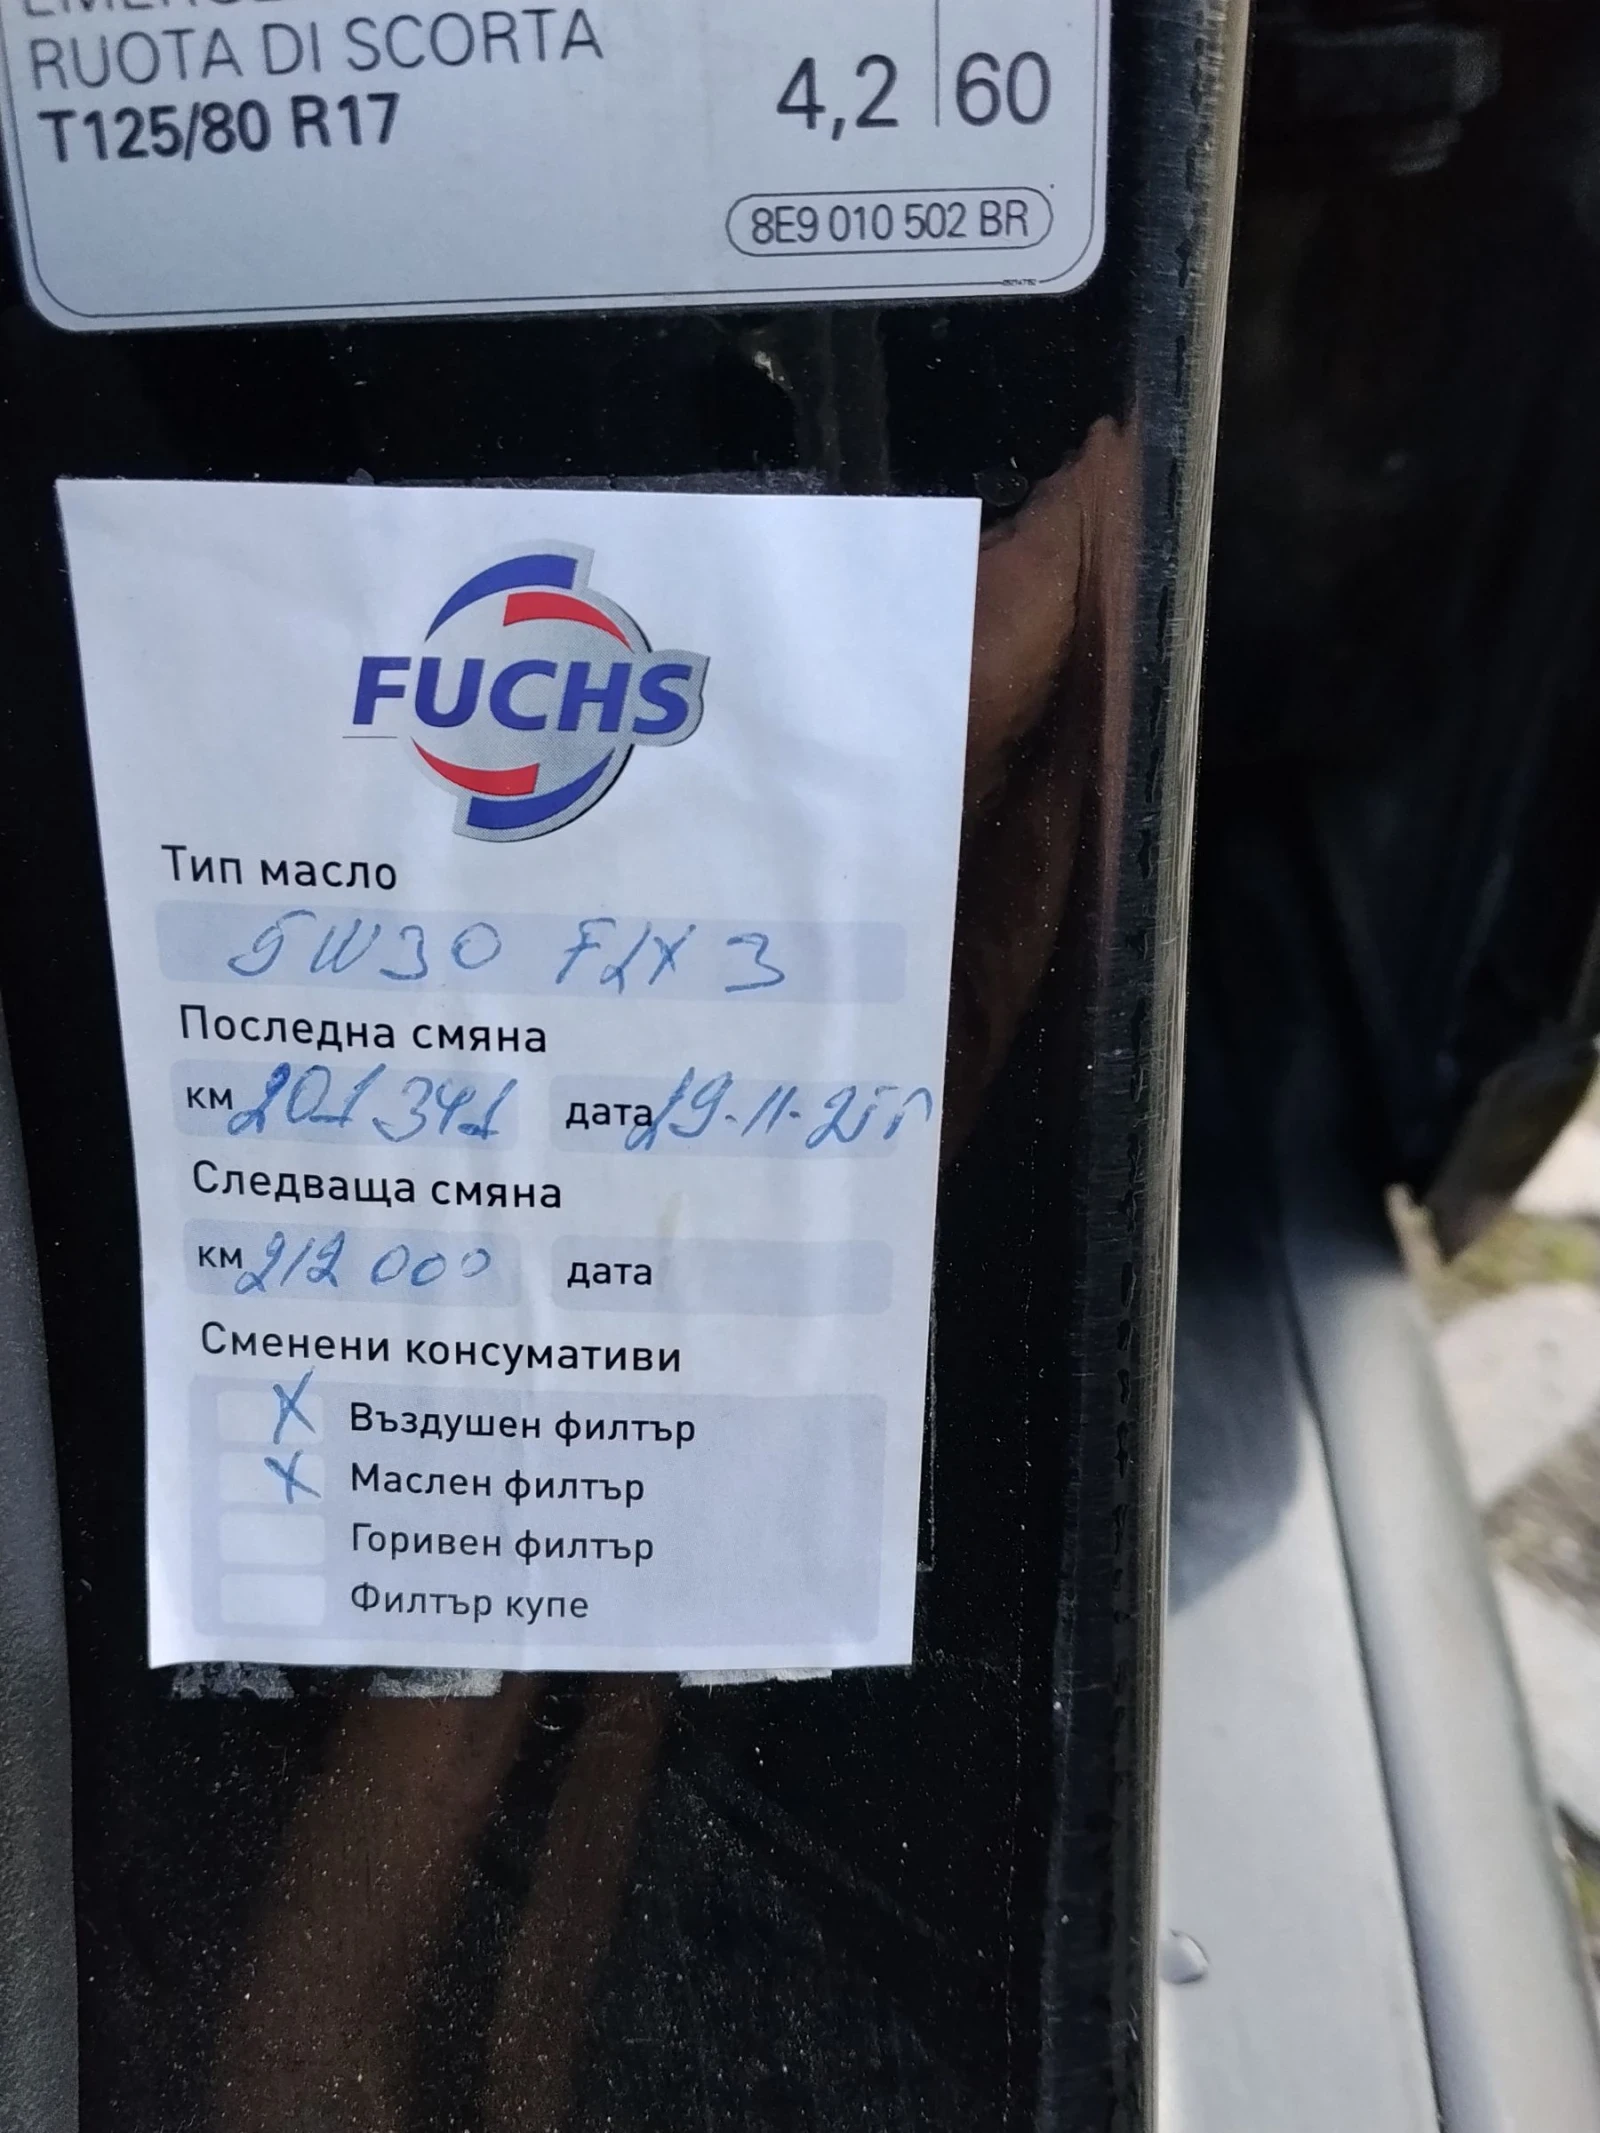 RUOTA DI SCORTA
T125/80 R17 4,2 60
8E9 010 502 BR
FUCHS
Тип масло
5W30
Последна смяна
км 201 341 дата 19-11-25г
Следваща смяна
км 212 000 дата
Сменени консумативи
X Въздушен филтър
X Маслен филтър
Горивен филтър
Филтър купе